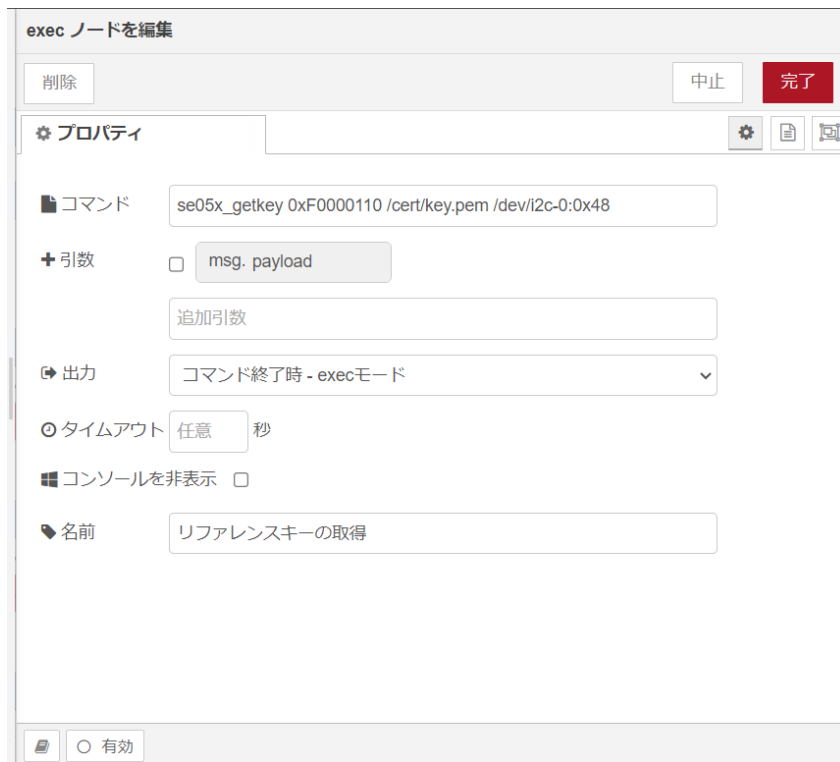 exec ノードを編集
削除 中止 完了
プロパティ
コマンド se05x_getkey 0xF0000110 /cert/key.pem /dev/i2c-0:0x48
引数 msg. payload
追加引数
出力 コマンド終了時 - execモード
タイムアウト 任意 秒
コンソールを非表示
名前 リファレンスキーの取得
有効